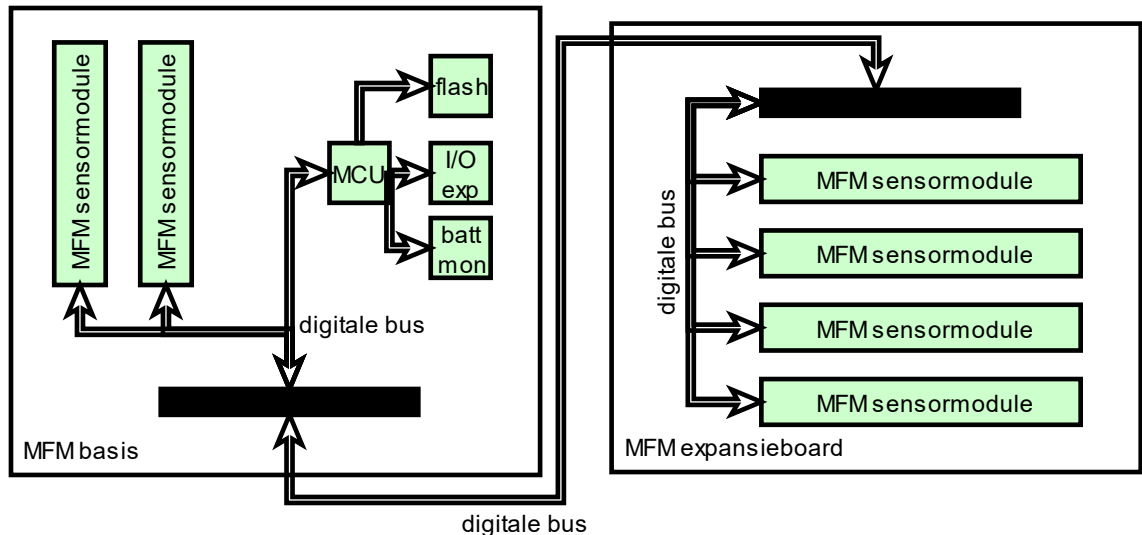 MFM sensormodule
MFM sensormodule
flash
MCU
I/O
exp
batt
mon
digitale bus
MFM basis
digitale bus
digitale bus
MFM sensormodule
MFM sensormodule
MFM sensormodule
MFM sensormodule
MFM expansieboard